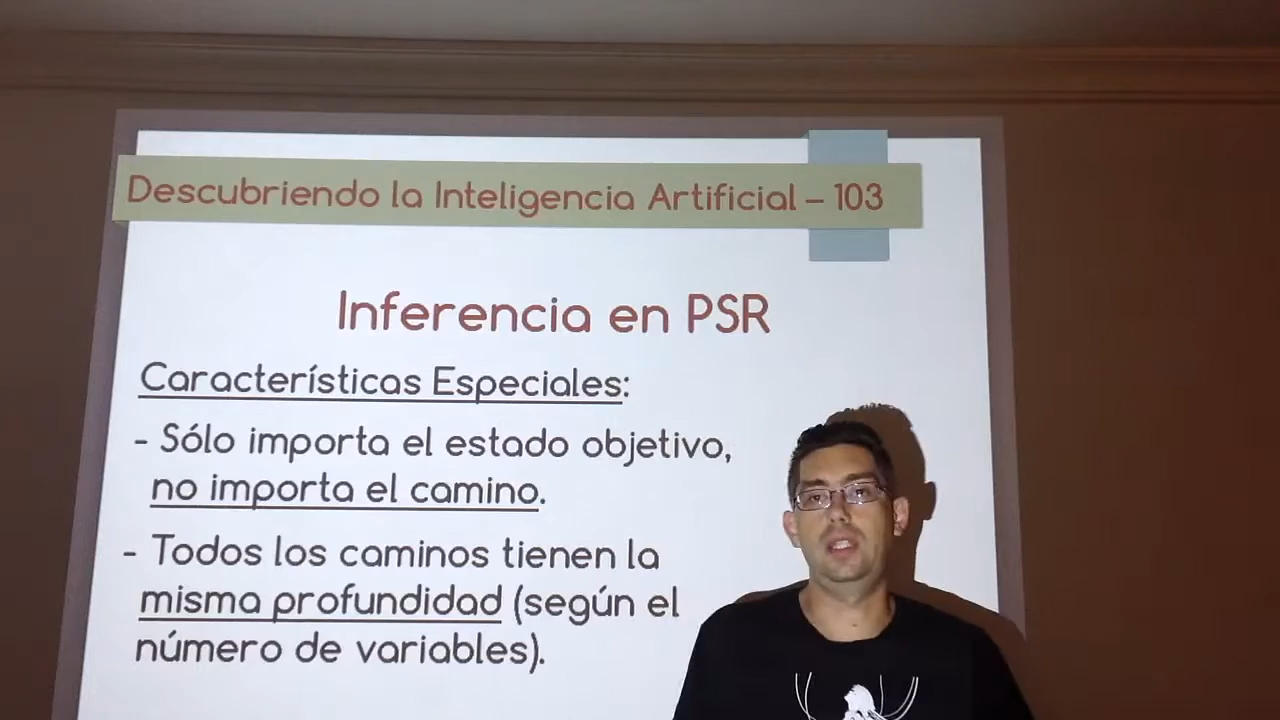 Descubriendo la Inteligencia Artificial – 103
Inferencia en PSR
Características Especiales:
- Sólo importa el estado objetivo,
no importa el camino.
- Todos los caminos tienen la
misma profundidad (según el
número de variables).